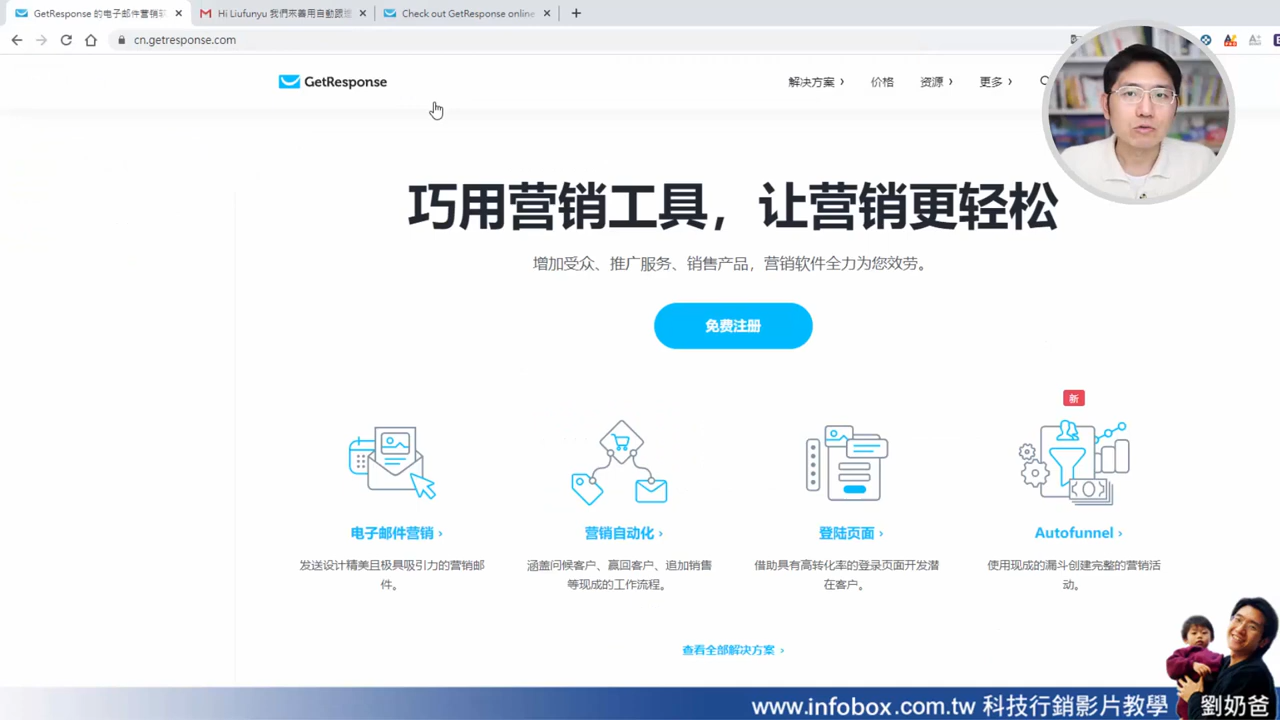 GetResponse 的电子邮件营销软
Hi Liufunyu 我們來善用自動跟進
Check out GetResponse online
cn.getresponse.com
GetResponse
解决方案
价格
资源
更多
巧用营销工具，让营销更轻松
增加受众、推广服务、销售产品，营销软件全力为您效劳。
免费注册
新
电子邮件营销 ›
营销自动化 ›
登陆页面 ›
Autofunnel ›
发送设计精美且极具吸引力的营销邮
件。
涵盖问候客户、赢回客户、追加销售
等现成的工作流程。
借助具有高转化率的登录页面开发潜
在客户。
使用现成的漏斗创建完整的营销活
动。
查看全部解决方案 ›
www.infobox.com.tw 科技行銷影片教學
劉奶爸